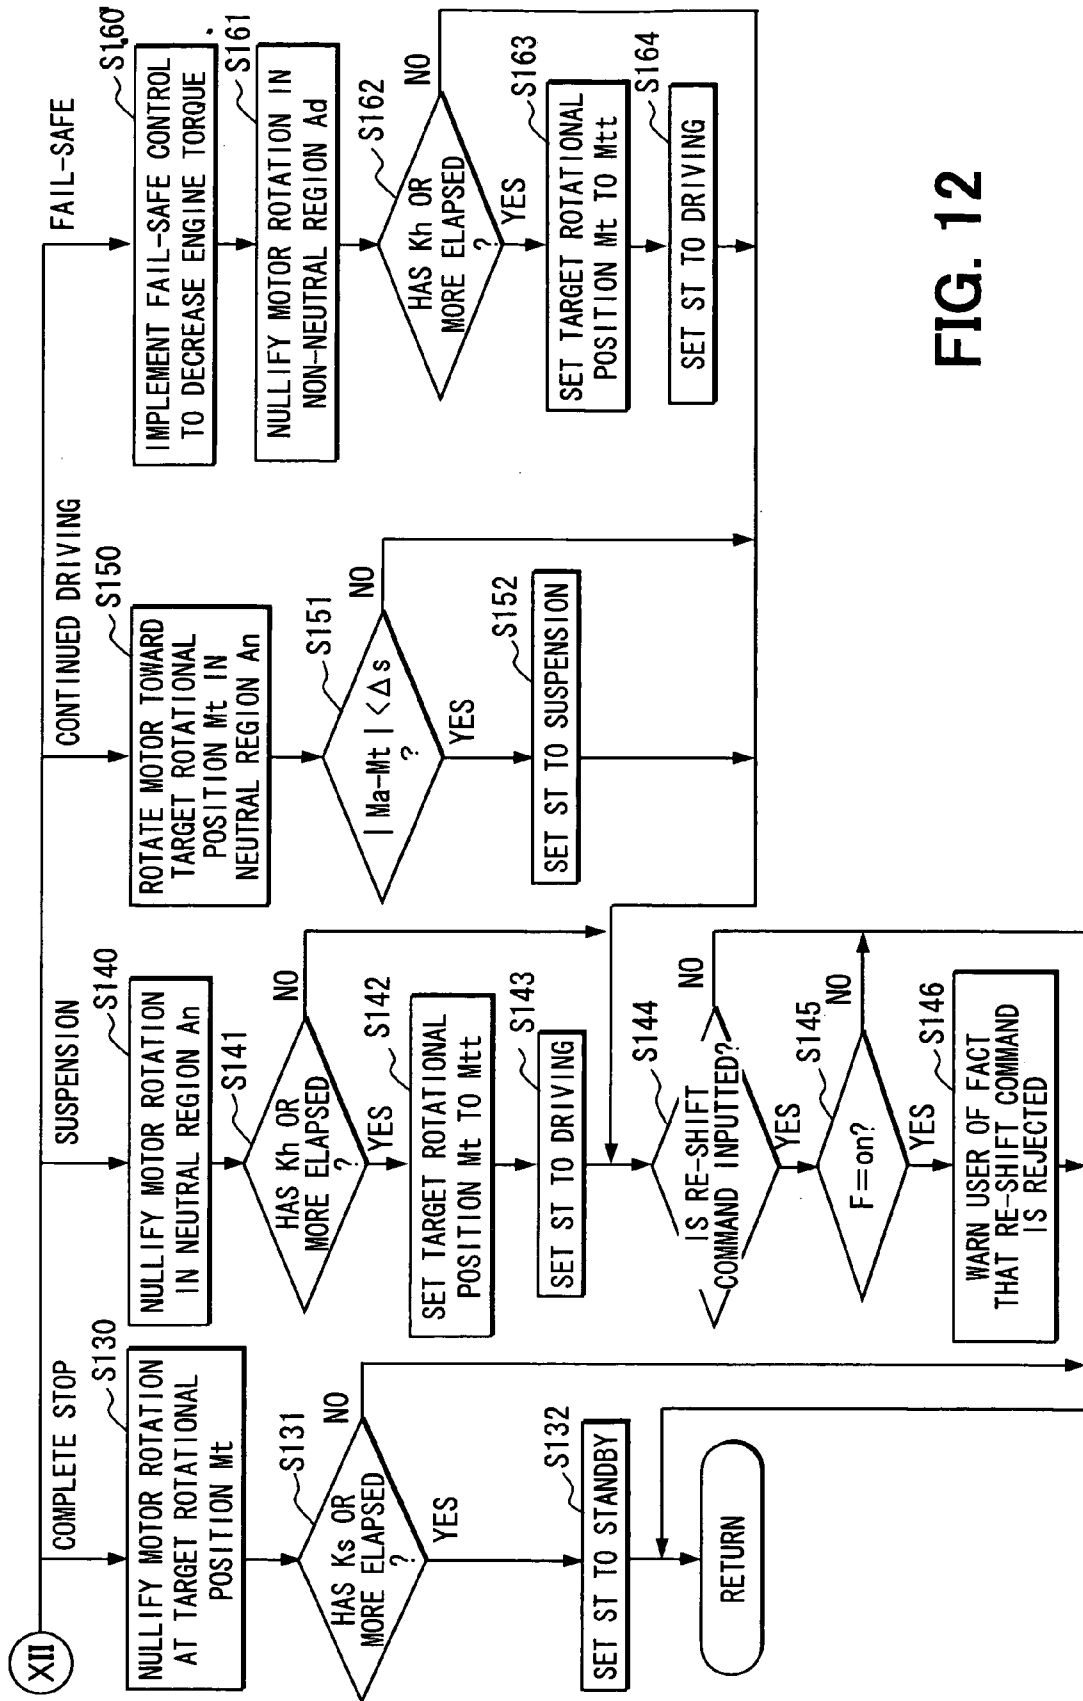 XII
COMPLETE STOP
S130
NULLIFY MOTOR ROTATION
AT TARGET ROTATIONAL
POSITION Mt
S131
HAS Ks OR
MORE ELAPSED
?
NO
YES
S132
SET ST TO STANDBY
RETURN
SUSPENSION
S140
NULLIFY MOTOR ROTATION
IN NEUTRAL REGION An
S141
HAS Kh OR
MORE ELAPSED
?
NO
YES
S142
SET TARGET ROTATIONAL
POSITION Mt TO Mtt
S143
SET ST TO DRIVING
S144
IS RE-SHIFT
COMMAND INPUTTED?
NO
YES
S145
F=on?
NO
YES
S146
WARN USER OF FACT
THAT RE-SHIFT COMMAND
IS REJECTED
CONTINUED DRIVING
S150
ROTATE MOTOR TOWARD
TARGET ROTATIONAL
POSITION Mt IN
NEUTRAL REGION An
S151
|Ma-Mt|<Δs
?
NO
YES
S152
SET ST TO SUSPENSION
FAIL-SAFE
S160
IMPLEMENT FAIL-SAFE CONTROL
TO DECREASE ENGINE TORQUE
S161
NULLIFY MOTOR ROTATION IN
NON-NEUTRAL REGION Ad
S162
HAS Kh OR
MORE ELAPSED
?
NO
YES
S163
SET TARGET ROTATIONAL
POSITION Mt TO Mtt
S164
SET ST TO DRIVING
FIG. 12